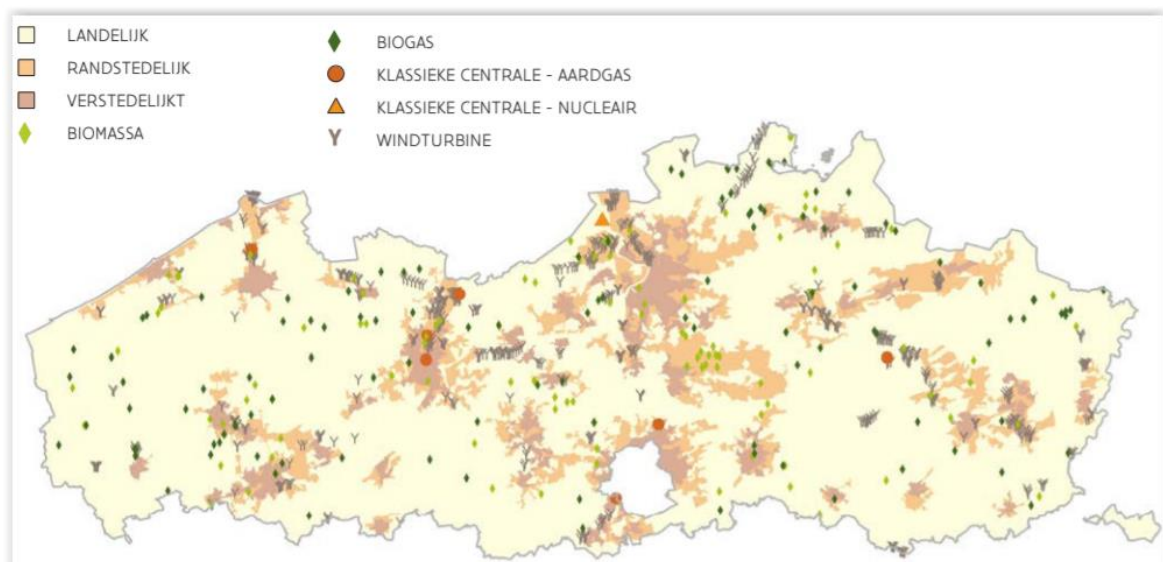 LANDELIJK
RANDSTEDELIJK
VERSTEDELIJKT
BIOMASSA
BIOGAS
KLASSIEKE CENTRALE - AARDGAS
KLASSIEKE CENTRALE - NUCLEAIR
WINDTURBINE